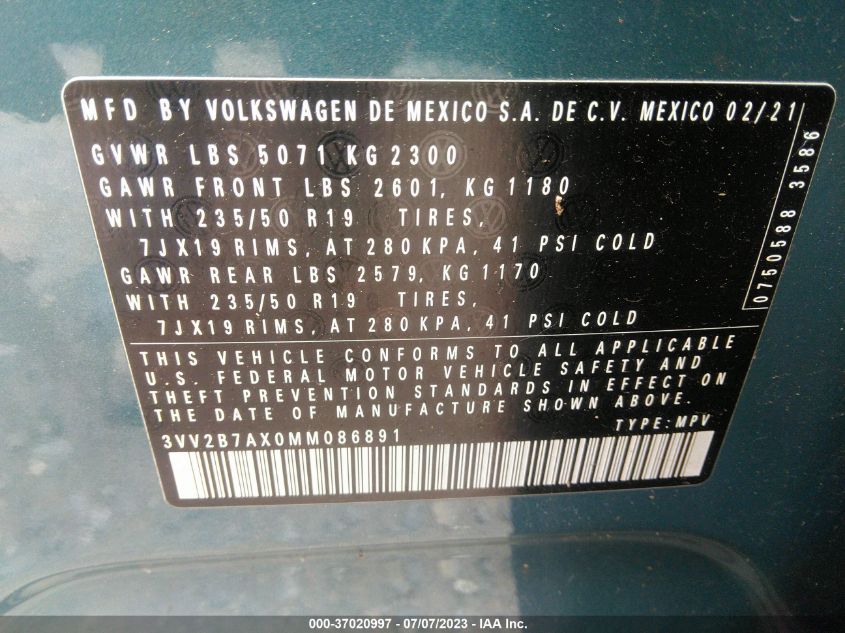 MFD BY VOLKSWAGEN DE MEXICO S.A. DE C.V. MEXICO 02/21
GVWR LBS 5071 KG 2300
GAWR FRONT LBS 2601, KG 1180
WITH 235/50 R19 TIRES,
7JX19 RIMS, AT 280 KPA, 41 PSI COLD
GAWR REAR LBS 2579, KG 1170
WITH 235/50 R19 TIRES,
7JX19 RIMS, AT 280 KPA, 41 PSI COLD
THIS VEHICLE CONFORMS TO ALL APPLICABLE
U.S. FEDERAL MOTOR VEHICLE SAFETY AND
THEFT PREVENTION STANDARDS IN EFFECT ON
THE DATE OF MANUFACTURE SHOWN ABOVE.
3VV2B7AX0MM086891 TYPE: MPV
0750588 3586
000-37020997 - 07/07/2023 - IAA Inc.